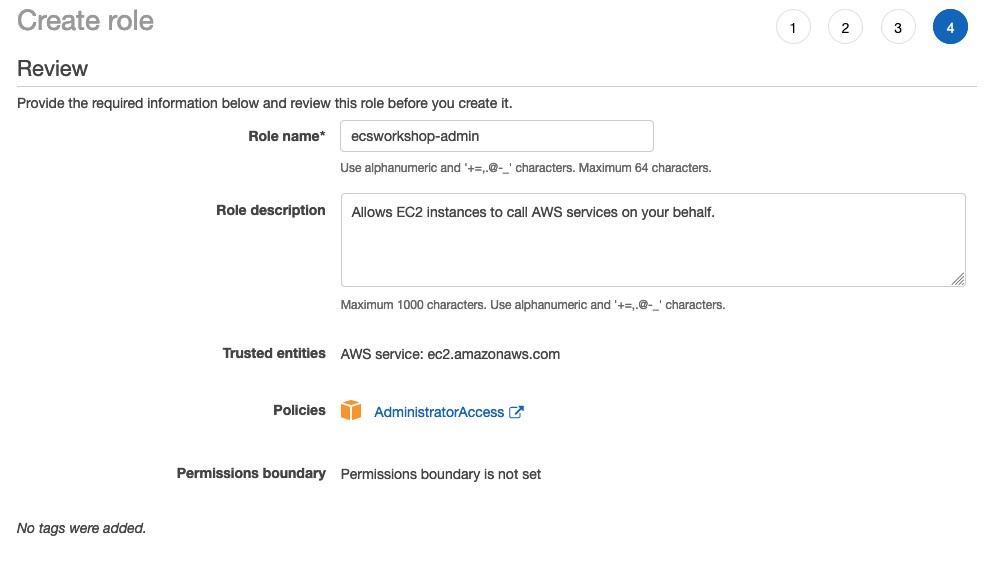 Create role
1 2 3 4
Review
Provide the required information below and review this role before you create it.
Role name* ecsworkshop-admin
Use alphanumeric and '+=,.@-_' characters. Maximum 64 characters.
Role description Allows EC2 instances to call AWS services on your behalf.
Maximum 1000 characters. Use alphanumeric and '+=,.@-_' characters.
Trusted entities AWS service: ec2.amazonaws.com
Policies AdministratorAccess
Permissions boundary Permissions boundary is not set
No tags were added.